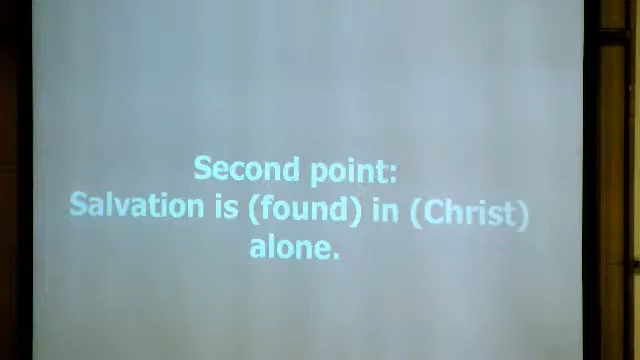 Second point:
Salvation is (found) in (Christ)
alone.